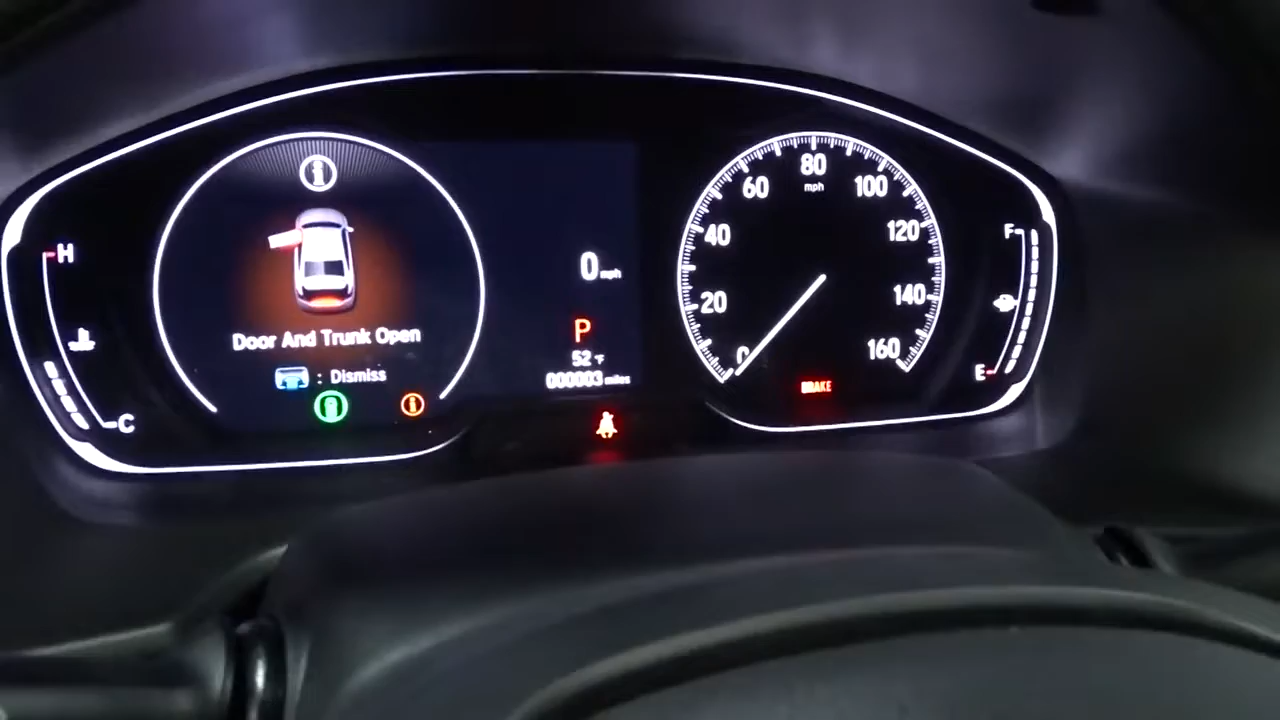 H
C
i
Door And Trunk Open
: Dismiss
i
0 mph
P
52 °F
000003 miles
0
20
40
60
80
mph
100
120
140
160
BRAKE
F
E